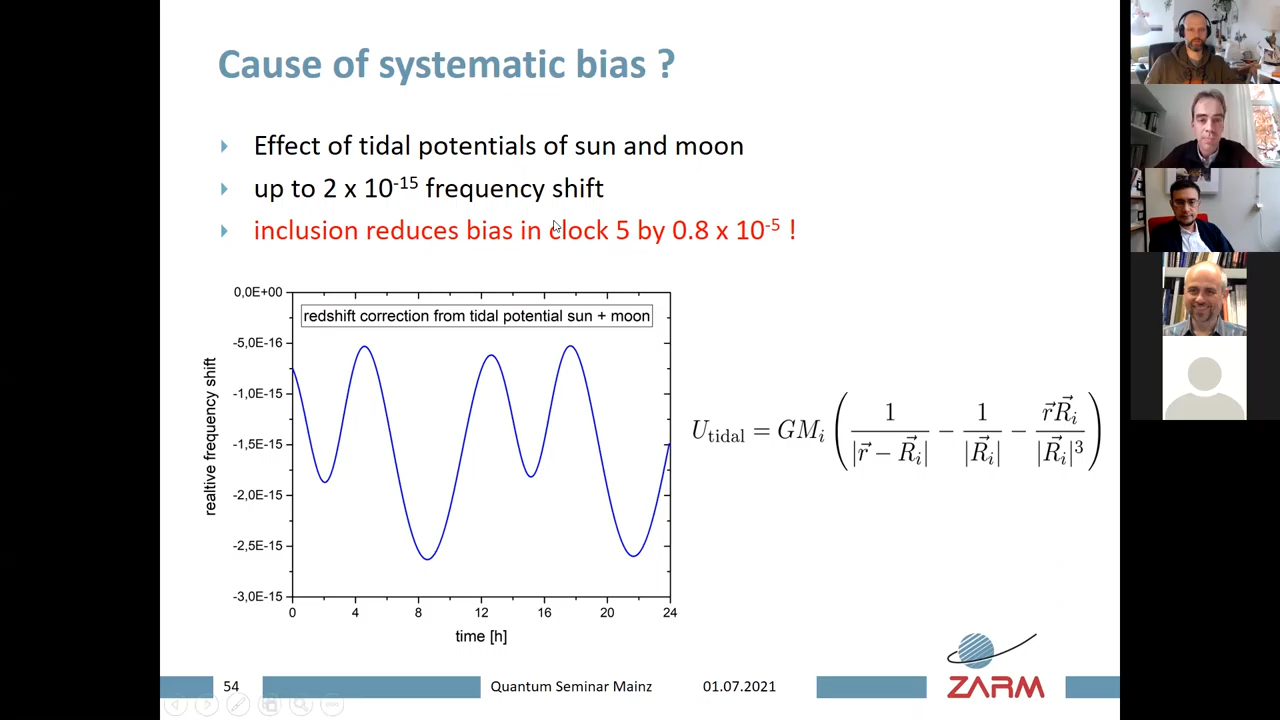 Cause of systematic bias ?
Effect of tidal potentials of sun and moon
up to 2 x 10⁻¹⁵ frequency shift
inclusion reduces bias in clock 5 by 0.8 x 10⁻⁵ !
0,0E+00
redshift correction from tidal potential sun + moon
-5,0E-16
-1,0E-15
-1,5E-15
-2,0E-15
-2,5E-15
-3,0E-15
realtive frequency shift
0 4 8 12 16 20 24
time [h]
U_tidal = GM_i ( 1/|r⃗ − R⃗_i| − 1/|R⃗_i| − r⃗R⃗_i/|R⃗_i|³ )
54 Quantum Seminar Mainz 01.07.2021
ZARM